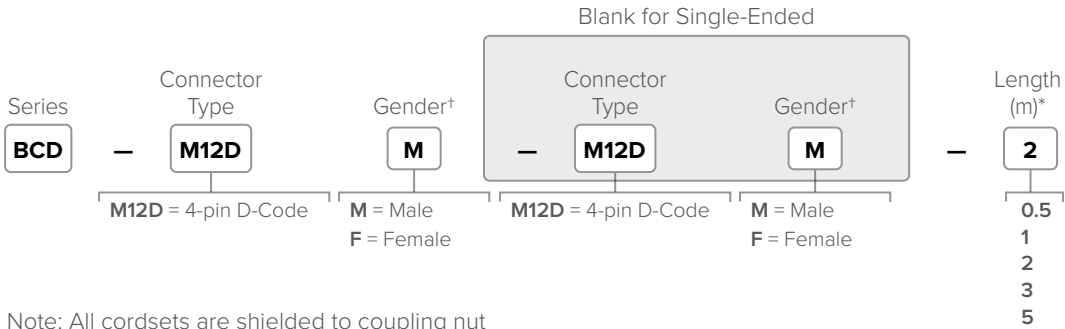 Blank for Single-Ended
Series
Connector
Type
Gender†
Connector
Type
Gender†
Length
(m)*
BCD – M12D M – M12D M – 2
M12D = 4-pin D-Code
M = Male
F = Female
M12D = 4-pin D-Code
M = Male
F = Female
0.5
1
2
3
5
Note: All cordsets are shielded to coupling nut